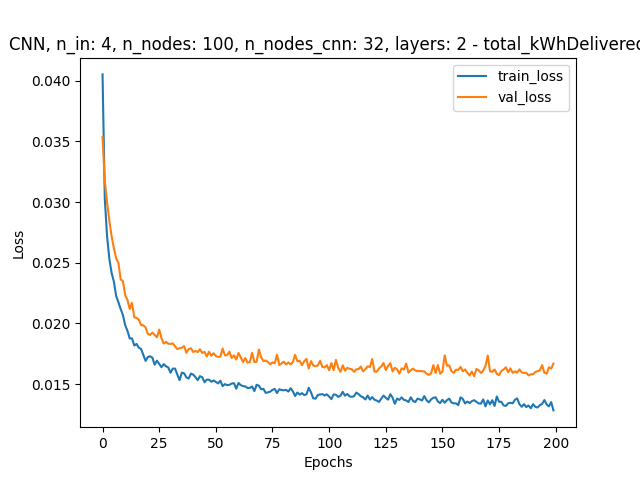 CNN, n_in: 4, n_nodes: 100, n_nodes_cnn: 32, layers: 2 - total_kWhDelivered
train_loss
val_loss
0.040
0.035
0.030
0.025
0.020
0.015
Loss
0 25 50 75 100 125 150 175 200
Epochs